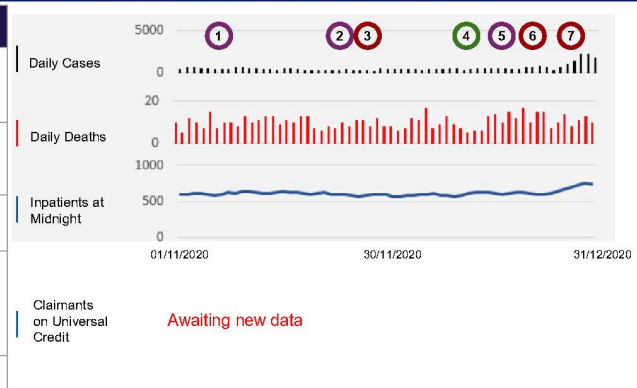 5000
1
2
3
4
5
6
7
Daily Cases
0
20
Daily Deaths
0
1000
Inpatients at
Midnight
500
0
01/11/2020
30/11/2020
31/12/2020
Claimants
on Universal
Credit
Awaiting new data